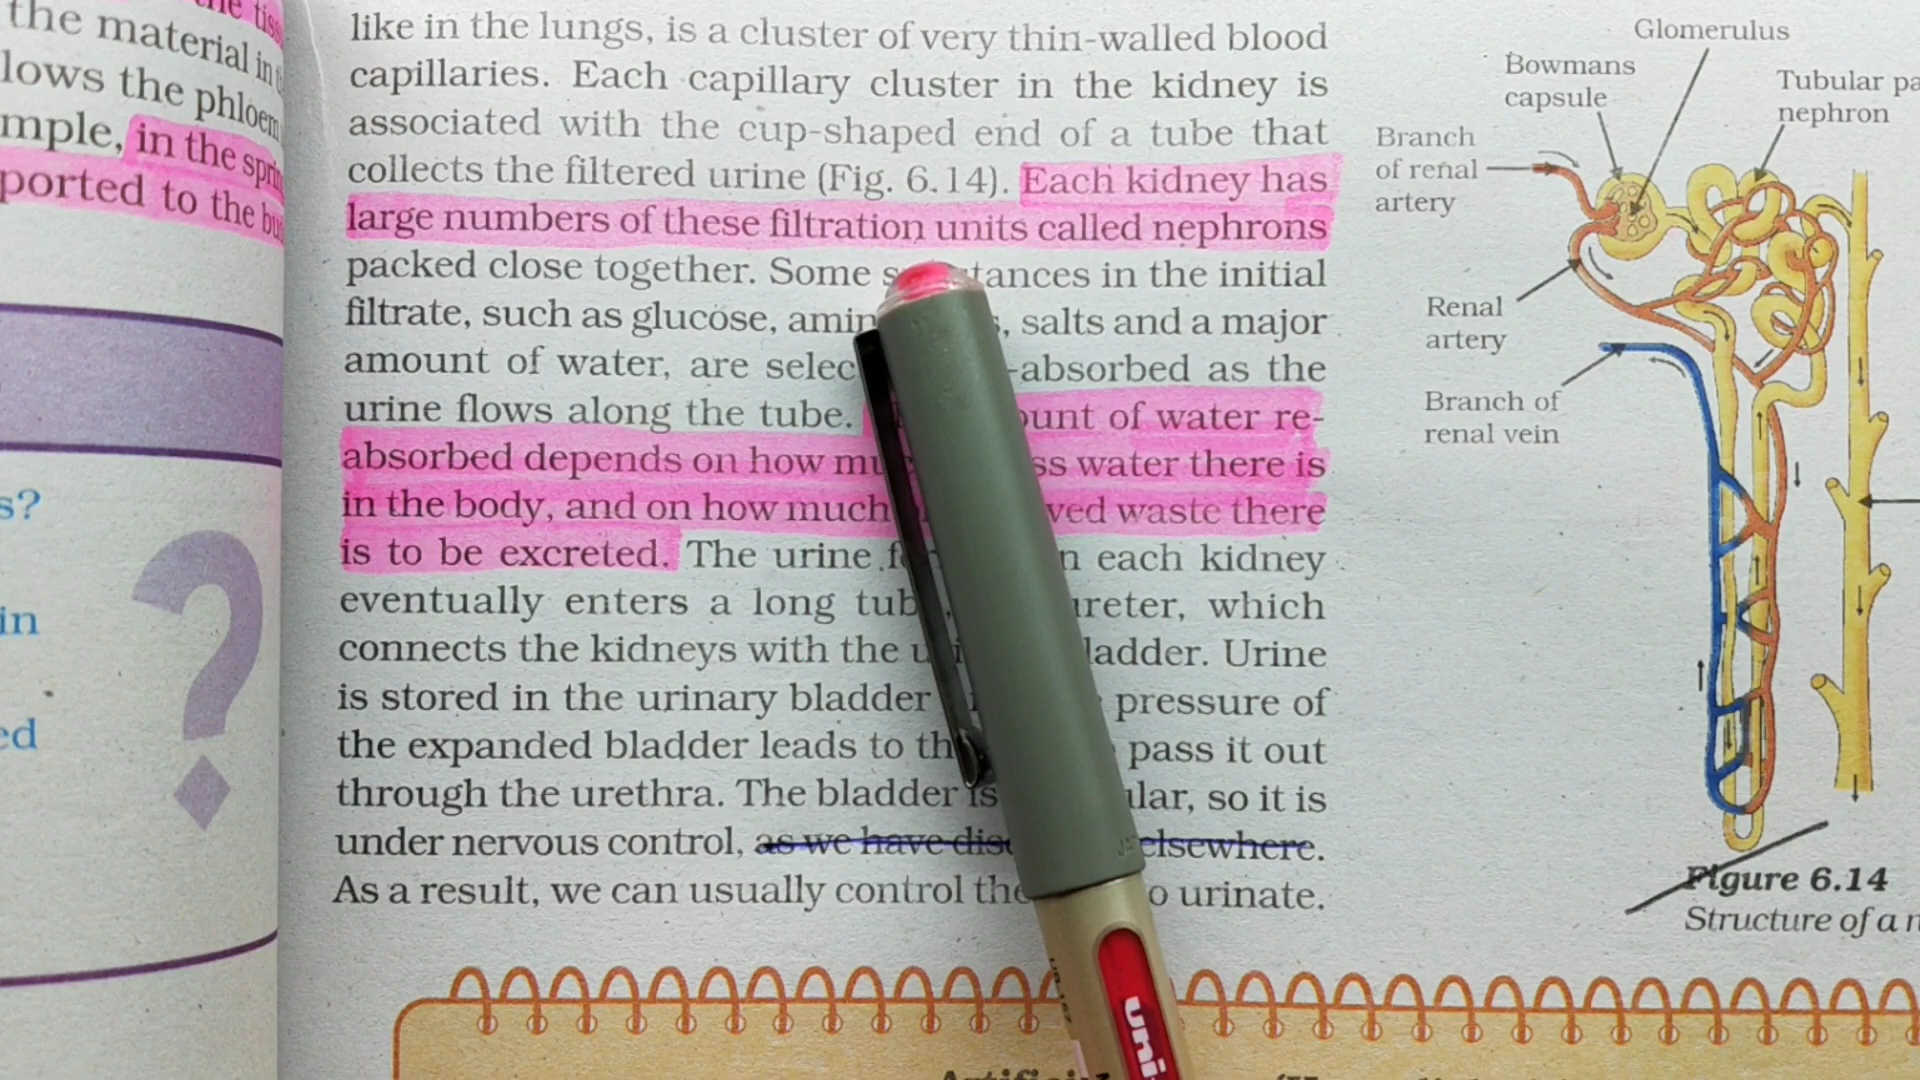 the tiss
the material in
lows the phloem
mple, in the spri
ported to the bu
s?
in
ed
like in the lungs, is a cluster of very thin-walled blood
capillaries. Each capillary cluster in the kidney is
associated with the cup-shaped end of a tube that
collects the filtered urine (Fig. 6.14). Each kidney has
large numbers of these filtration units called nephrons
packed close together. Some s tances in the initial
filtrate, such as glucose, amin s, salts and a major
amount of water, are selec -absorbed as the
urine flows along the tube. ount of water re-
absorbed depends on how mu ss water there is
in the body, and on how much ved waste there
is to be excreted. The urine f n each kidney
eventually enters a long tub , ureter, which
connects the kidneys with the u ladder. Urine
is stored in the urinary bladder pressure of
the expanded bladder leads to th pass it out
through the urethra. The bladder is ular, so it is
under nervous control, as we have disc elsewhere.
As a result, we can usually control the o urinate.
Glomerulus
Bowmans
capsule
Tubular pa
nephron
Branch
of renal
artery
Renal
artery
Branch of
renal vein
Figure 6.14
Structure of a n
uni